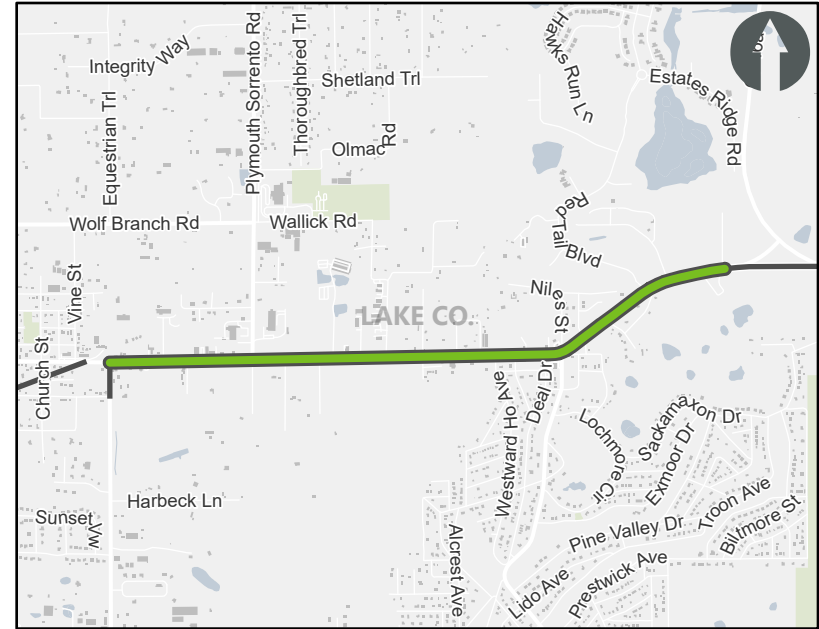 Hawks Run Ln
Integrity Way
Plymouth Sorrento Rd
Thoroughbred Trl
Shetland Trl
Estates Ridge Rd
Equestrian Trl
Olmac Rd
Wolf Branch Rd
Wallick Rd
Red Tail Blvd
Vine St
Niles St
LAKE CO.
Church St
Deal Dr
Westward Ho Ave
Lochmore Cir
Sackamaxon Dr
Exmoor Dr
Harbeck Ln
Sunset Vw
Troon Ave
Biltmore St
Pine Valley Dr
Alcrest Ave
Lido Ave
Prestwick Ave